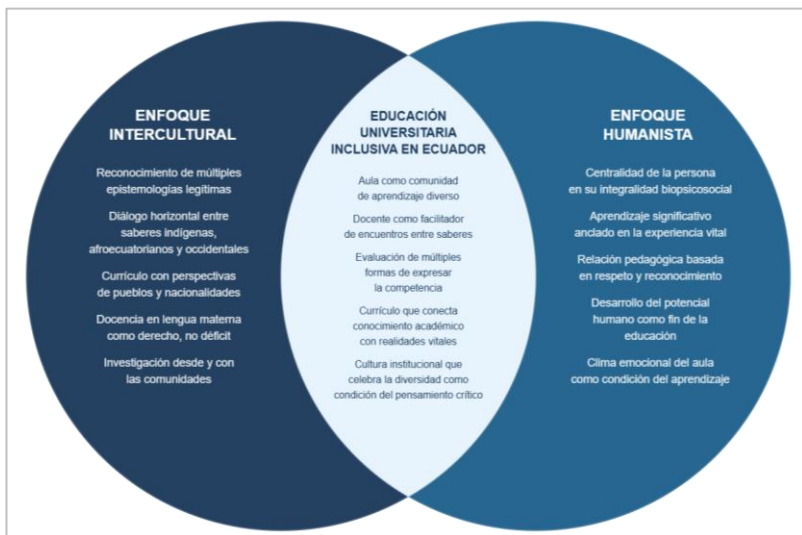 ENFOQUE
INTERCULTURAL
Reconocimiento de múltiples
epistemologías legítimas
Diálogo horizontal entre
saberes indígenas,
afroecuatorianos y occidentales
Currículo con perspectivas
de pueblos y nacionalidades
Docencia en lengua materna
como derecho, no déficit
Investigación desde y con
las comunidades
EDUCACIÓN
UNIVERSITARIA
INCLUSIVA EN ECUADOR
Aula como comunidad
de aprendizaje diverso
Docente como facilitador
de encuentros entre saberes
Evaluación de múltiples
formas de expresar
la competencia
Currículo que conecta
conocimiento académico
con realidades vitales
Cultura institucional que
celebra la diversidad como
condición del pensamiento crítico
ENFOQUE
HUMANISTA
Centralidad de la persona
en su integralidad biopsicosocial
Aprendizaje significativo
anclado en la experiencia vital
Relación pedagógica basada
en respeto y reconocimiento
Desarrollo del potencial
humano como fin de la
educación
Clima emocional del aula
como condición del aprendizaje